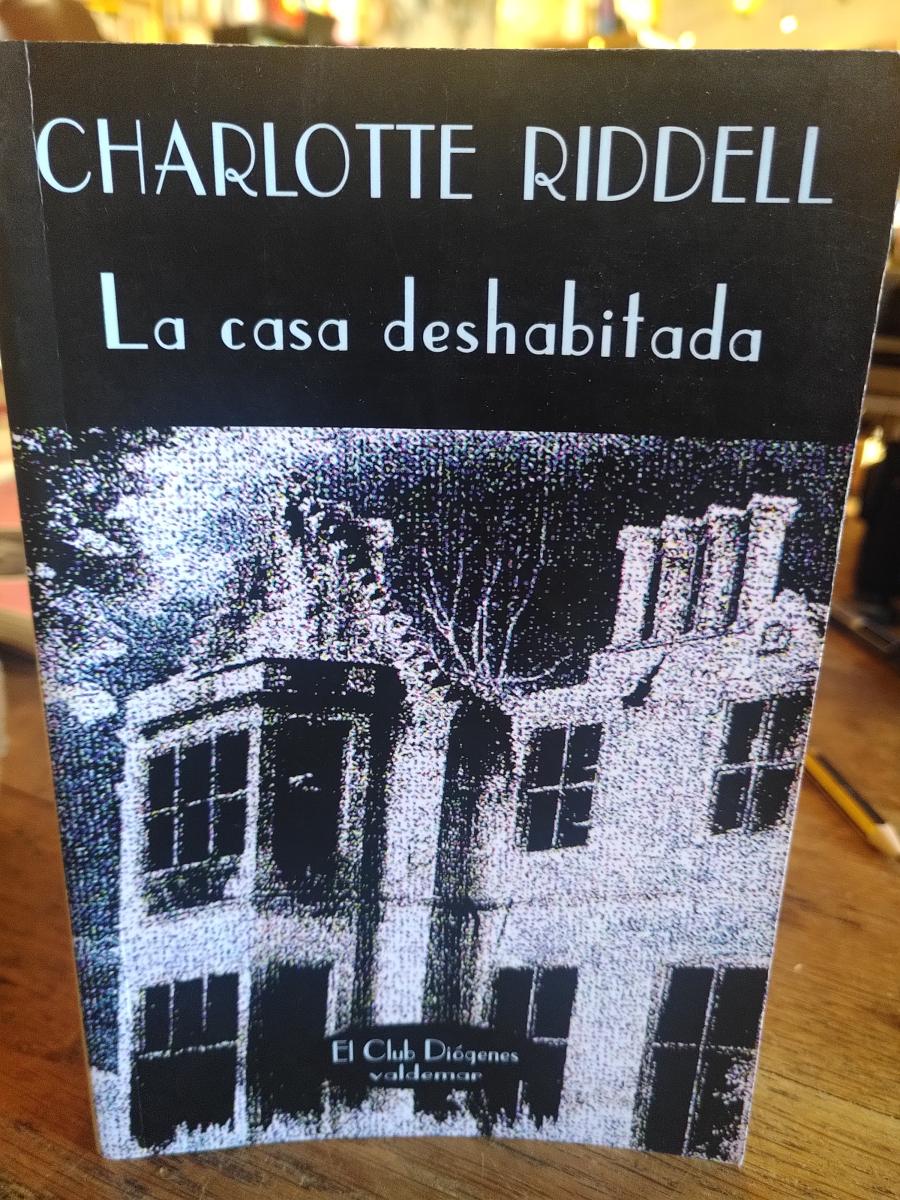 CHARLOTTE RIDDELL
La casa deshabitada
El Club Diógenes
valdemar